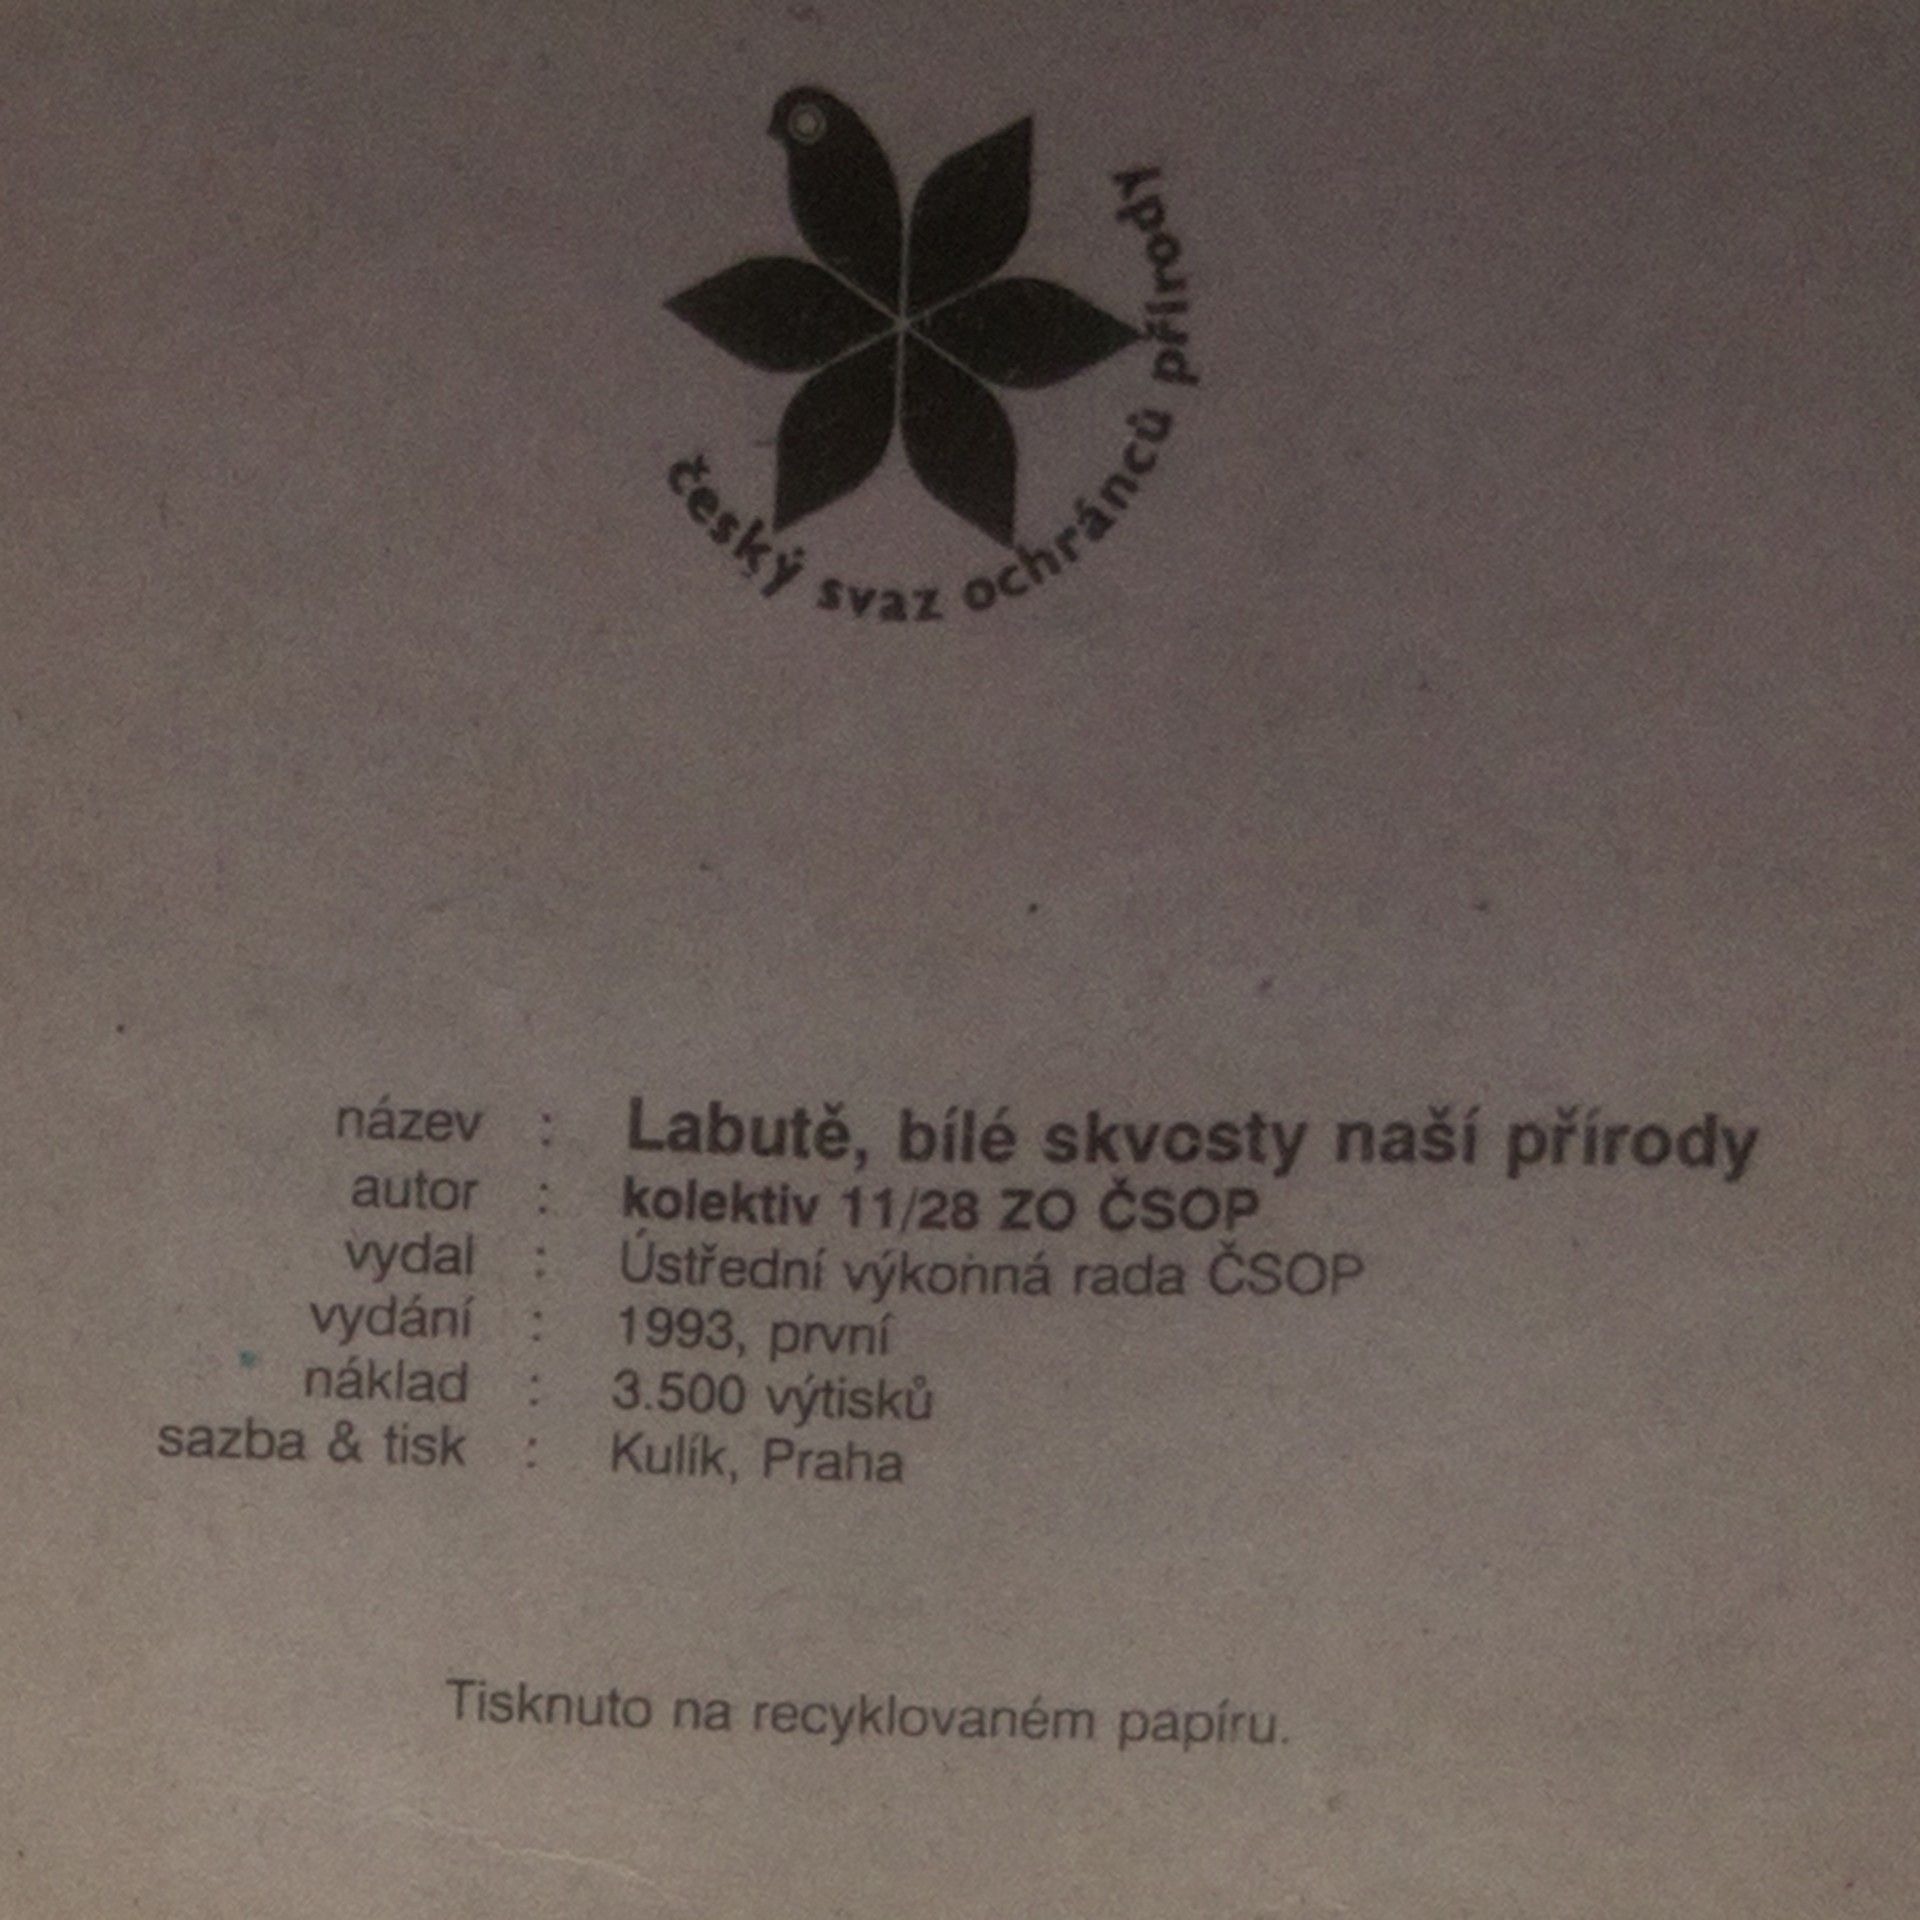 český svaz ochránců přírody
název : Labutě, bílé skvosty naší přírody
autor : kolektiv 11/28 ZO ČSOP
vydal : Ústřední výkonná rada ČSOP
vydání : 1993, první
náklad : 3.500 výtisků
sazba & tisk : Kulík, Praha
Tisknuto na recyklovaném papíru.